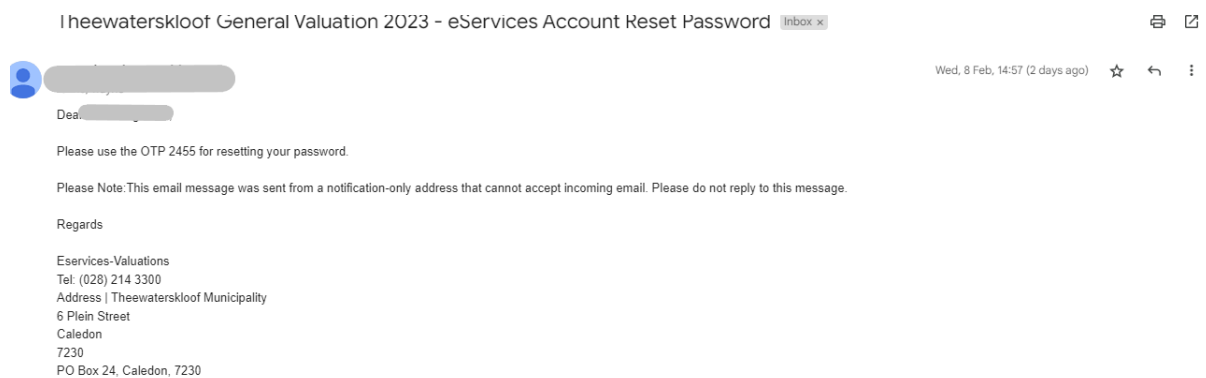 Theewaterskloof General Valuation 2023 - eServices Account Reset Password Inbox ×
Wed, 8 Feb, 14:57 (2 days ago)
Dear
Please use the OTP 2455 for resetting your password.
Please Note:This email message was sent from a notification-only address that cannot accept incoming email. Please do not reply to this message.
Regards
Eservices-Valuations
Tel: (028) 214 3300
Address | Theewaterskloof Municipality
6 Plein Street
Caledon
7230
PO Box 24, Caledon, 7230